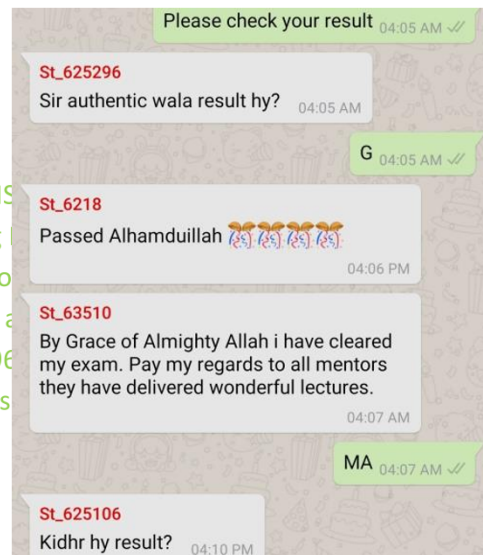 Please check your result 04:05 AM
St_625296
Sir authentic wala result hy? 04:05 AM
G 04:05 AM
St_6218
Passed Alhamduillah
04:06 PM
St_63510
By Grace of Almighty Allah i have cleared
my exam. Pay my regards to all mentors
they have delivered wonderful lectures.
04:07 AM
MA 04:07 AM
St_625106
Kidhr hy result? 04:10 PM